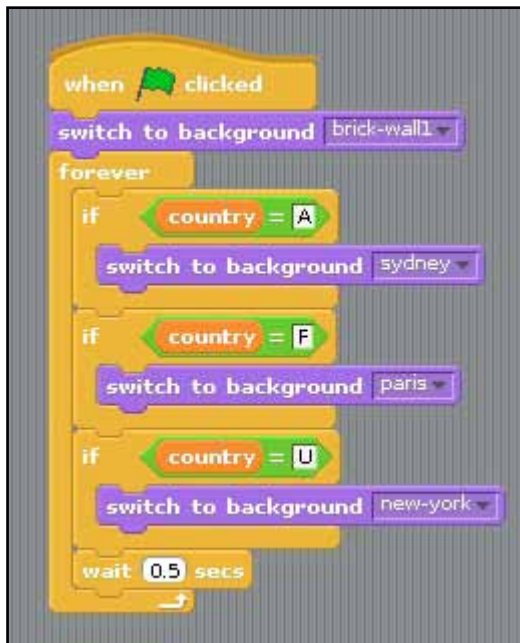 when clicked
switch to background brick-wall1
forever
if country = A
switch to background sydney
if country = F
switch to background paris
if country = U
switch to background new-york
wait 0.5 secs